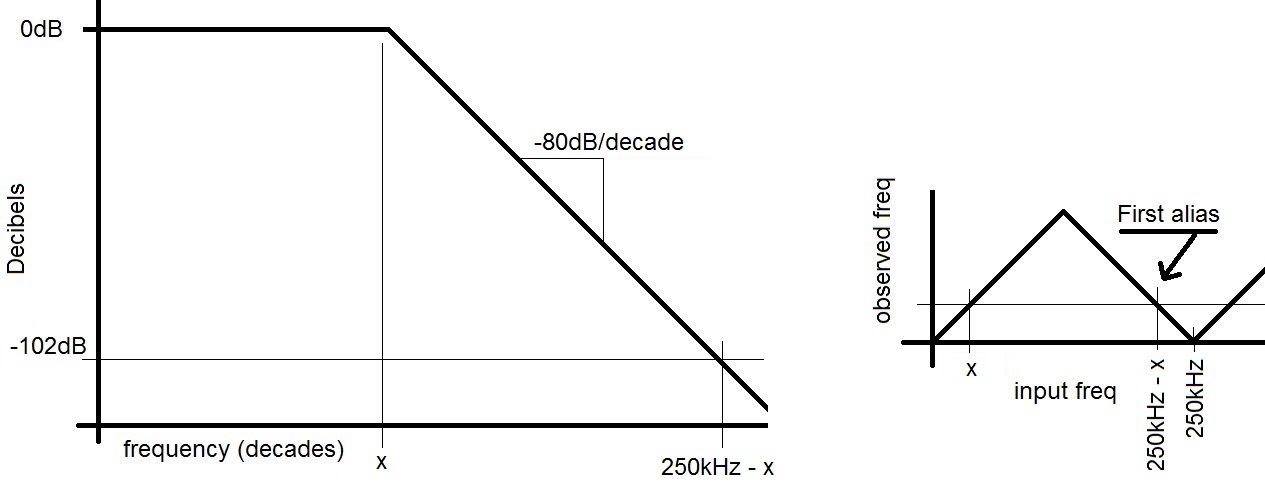 0dB
-80dB/decade
Decibels
-102dB
frequency (decades)
x
250kHz - x
First alias
observed freq
x
input freq
250kHz - x
250kHz